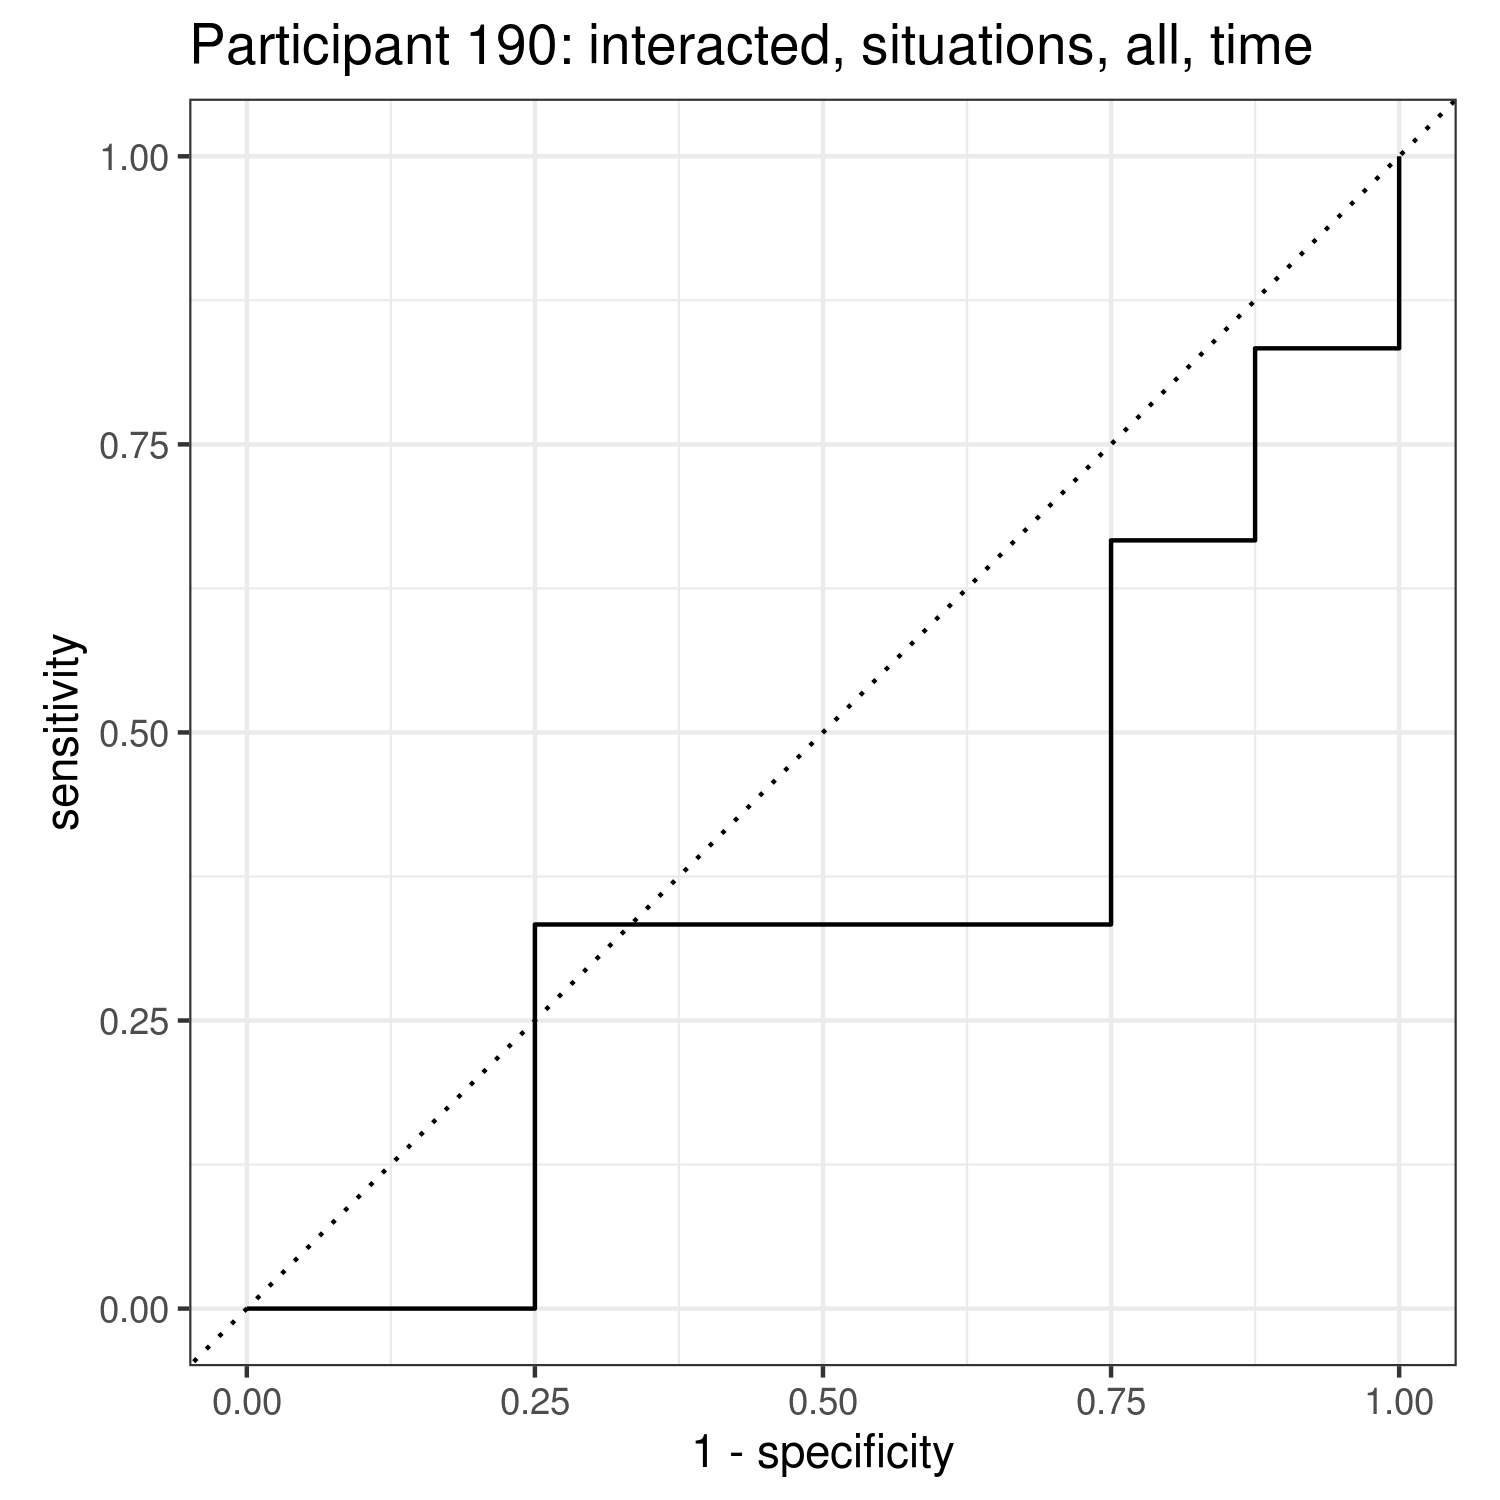 Participant 190: interacted, situations, all, time
1.00
0.75
0.50
0.25
0.00
sensitivity
0.00 0.25 0.50 0.75 1.00
1 - specificity